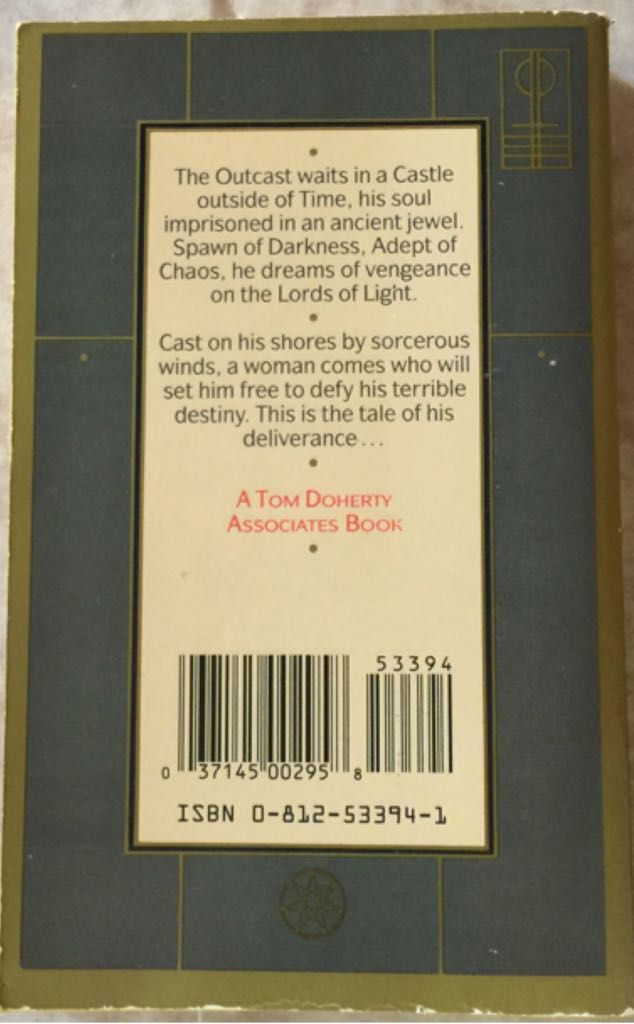 The Outcast waits in a Castle
outside of Time, his soul
imprisoned in an ancient jewel.
Spawn of Darkness, Adept of
Chaos, he dreams of vengeance
on the Lords of Light.
Cast on his shores by sorcerous
winds, a woman comes who will
set him free to defy his terrible
destiny. This is the tale of his
deliverance...
A TOM DOHERTY
ASSOCIATES BOOK
53394
0 37145 00295 8
ISBN 0-812-53394-1